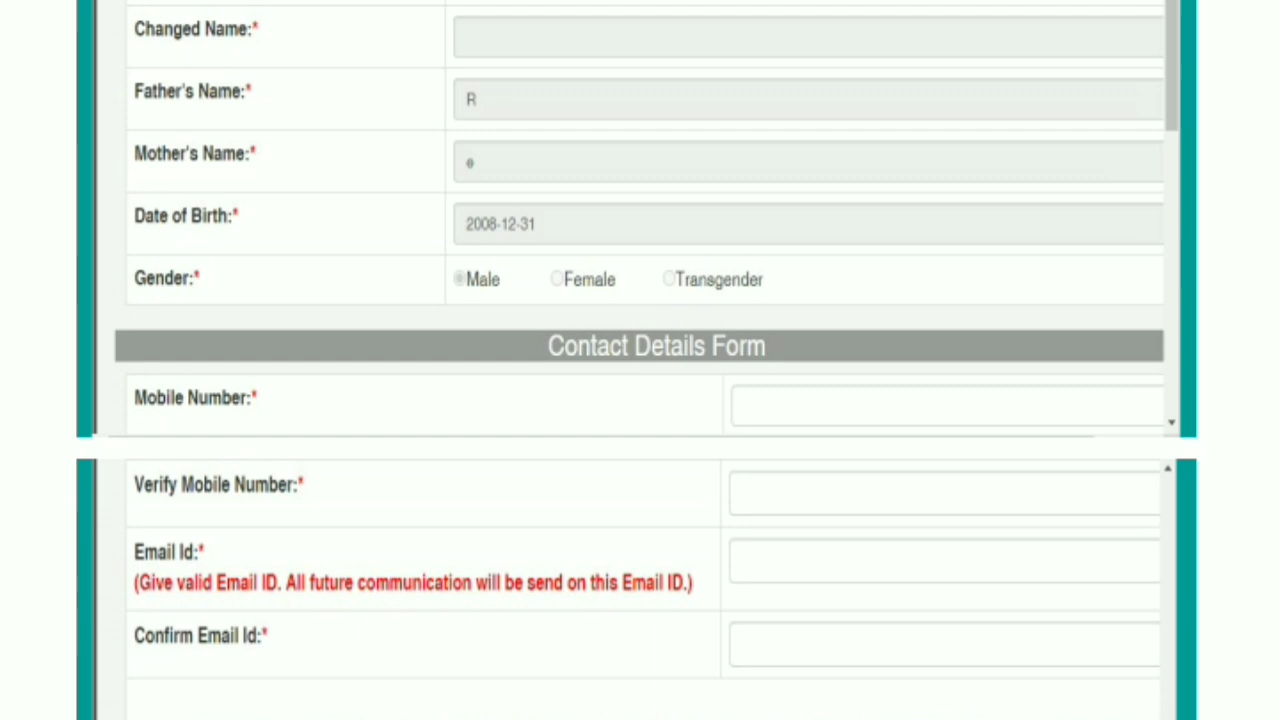 Changed Name:*
Father's Name:*
R
Mother's Name:*
e
Date of Birth:*
2008-12-31
Gender:*
Male Female Transgender
Contact Details Form
Mobile Number:*
Verify Mobile Number:*
Email Id:*
(Give valid Email ID. All future communication will be send on this Email ID.)
Confirm Email Id:*